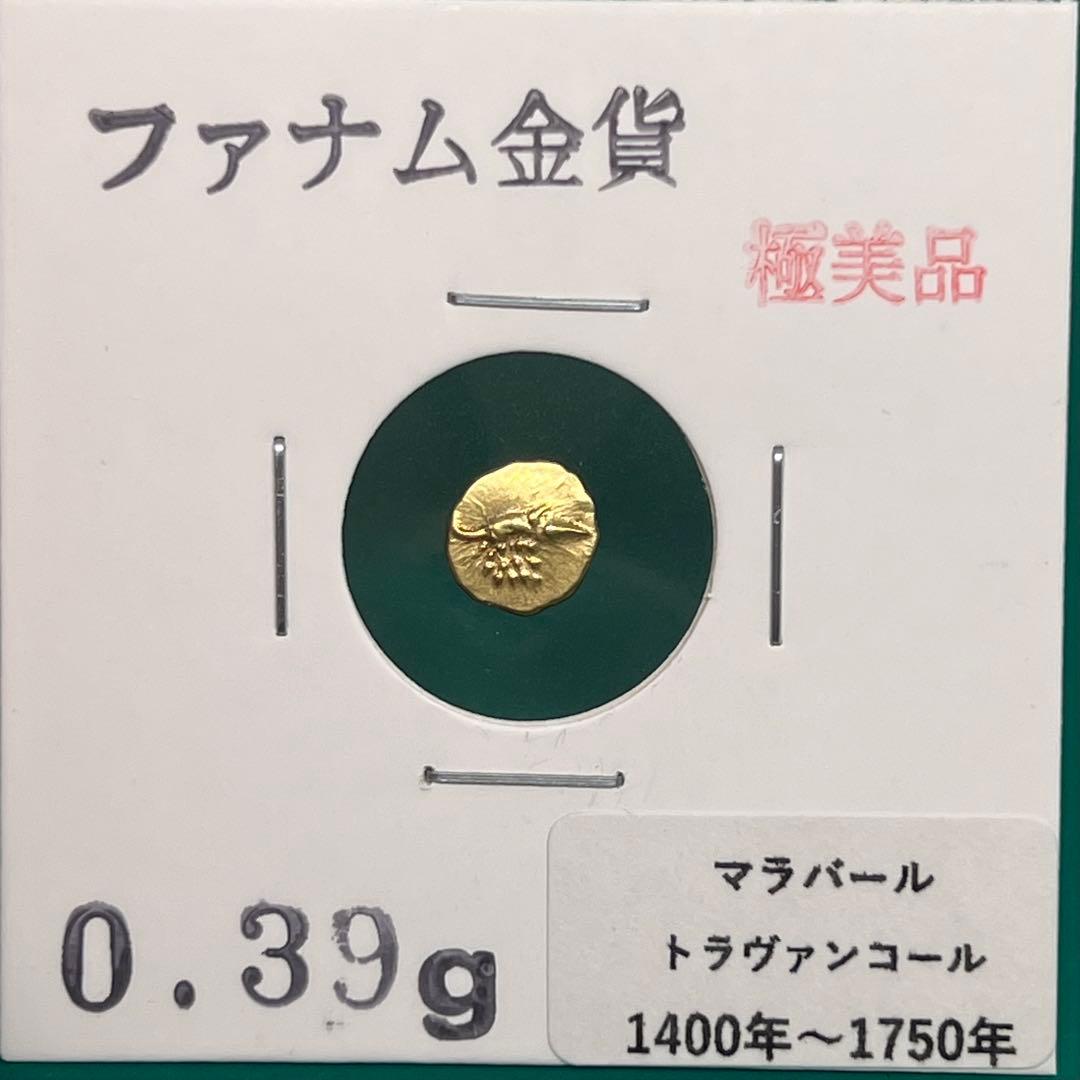 ファナム金貨
極美品
0.39g
マラバール
トラヴァンコール
1400年～1750年